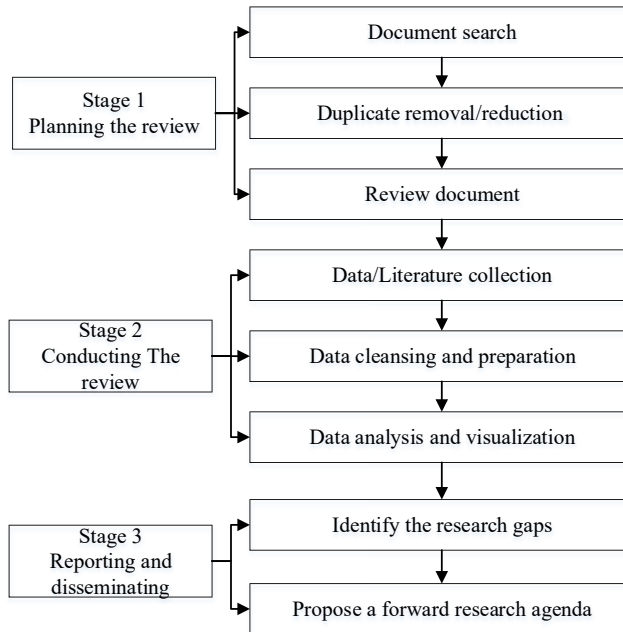 Document search
Stage 1
Planning the review
Duplicate removal/reduction
Review document
Data/Literature collection
Stage 2
Conducting The
review
Data cleansing and preparation
Data analysis and visualization
Stage 3
Reporting and
disseminating
Identify the research gaps
Propose a forward research agenda